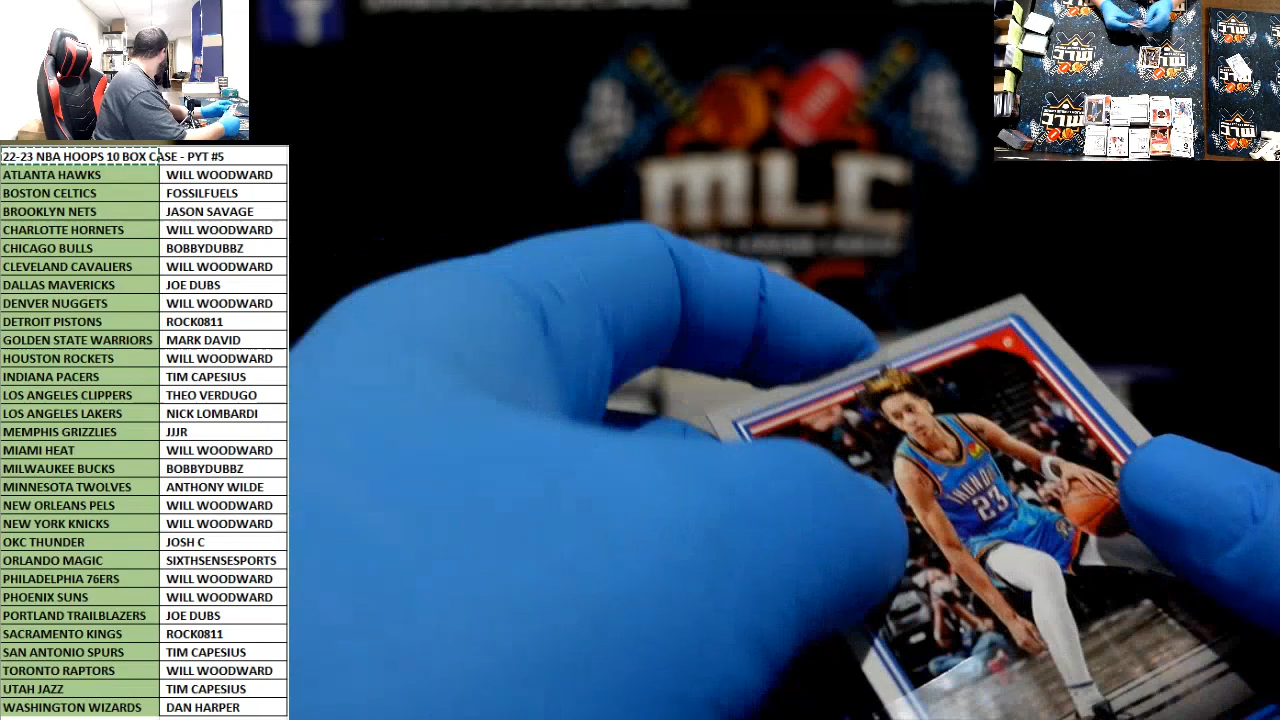 22-23 NBA HOOPS 10 BOX CASE - PYT #5
ATLANTA HAWKS WILL WOODWARD
BOSTON CELTICS FOSSILFUELS
BROOKLYN NETS JASON SAVAGE
CHARLOTTE HORNETS WILL WOODWARD
CHICAGO BULLS BOBBYDUBBZ
CLEVELAND CAVALIERS WILL WOODWARD
DALLAS MAVERICKS JOE DUBS
DENVER NUGGETS WILL WOODWARD
DETROIT PISTONS ROCK0811
GOLDEN STATE WARRIORS MARK DAVID
HOUSTON ROCKETS WILL WOODWARD
INDIANA PACERS TIM CAPESIUS
LOS ANGELES CLIPPERS THEO VERDUGO
LOS ANGELES LAKERS NICK LOMBARDI
MEMPHIS GRIZZLIES JJJR
MIAMI HEAT WILL WOODWARD
MILWAUKEE BUCKS BOBBYDUBBZ
MINNESOTA TWOLVES ANTHONY WILDE
NEW ORLEANS PELS WILL WOODWARD
NEW YORK KNICKS WILL WOODWARD
OKC THUNDER JOSH C
ORLANDO MAGIC SIXTHSENSESPORTS
PHILADELPHIA 76ERS WILL WOODWARD
PHOENIX SUNS WILL WOODWARD
PORTLAND TRAILBLAZERS JOE DUBS
SACRAMENTO KINGS ROCK0811
SAN ANTONIO SPURS TIM CAPESIUS
TORONTO RAPTORS WILL WOODWARD
UTAH JAZZ TIM CAPESIUS
WASHINGTON WIZARDS DAN HARPER
MLC
THUNDER
23